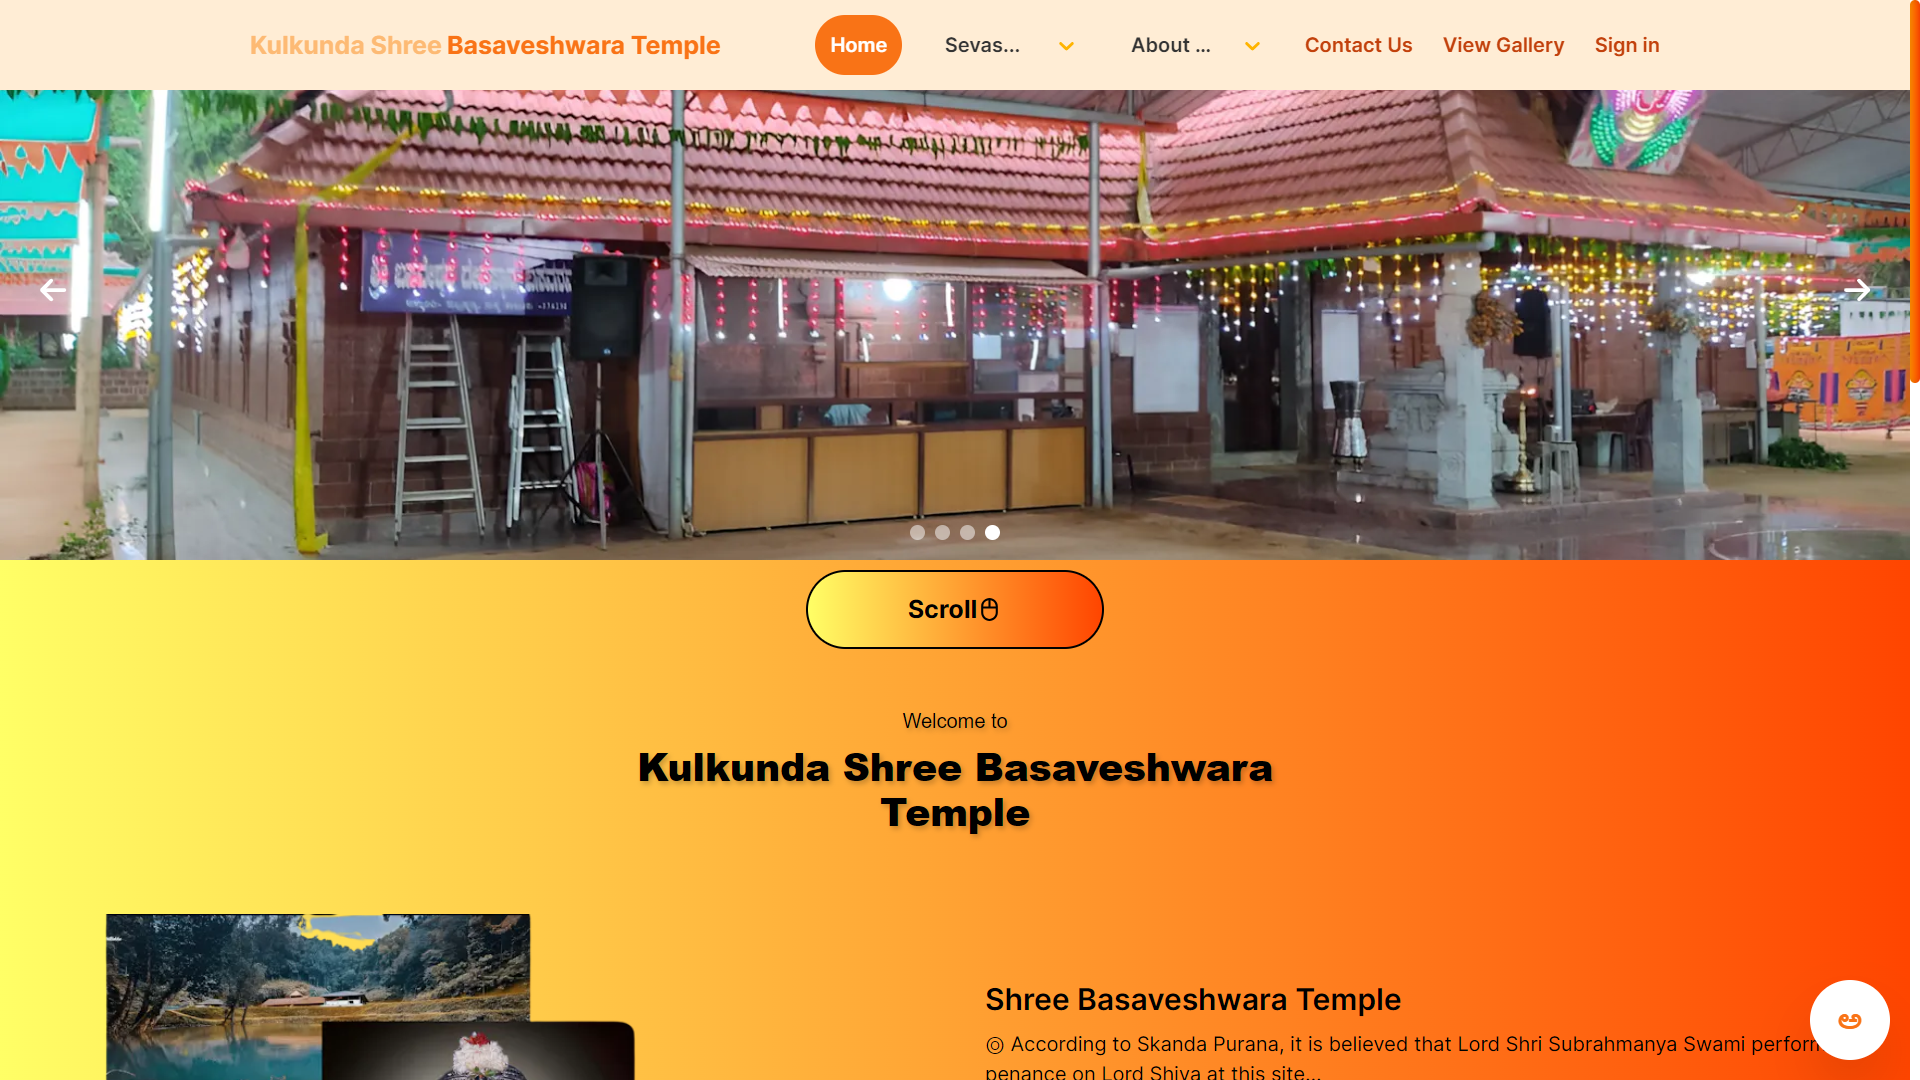 Kulkunda Shree Basaveshwara Temple
Home
Sevas...
About ...
Contact Us
View Gallery
Sign in
Scroll
Welcome to
Kulkunda Shree Basaveshwara
Temple
Shree Basaveshwara Temple
According to Skanda Purana, it is believed that Lord Shri Subrahmanya Swami
penance on Lord Shiva at this site...
ಅ